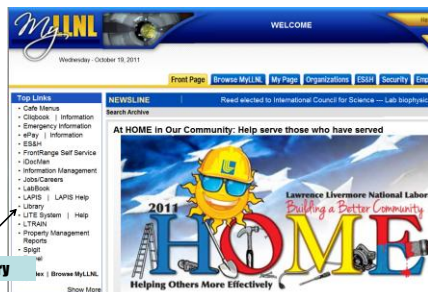 MyLLNL
WELCOME
Wednesday - October 19, 2011
Front Page Browse MyLLNL My Page Organizations ES&H Security
Top Links
Cafe Menus
Clipbook | Information
Emergency Information
ePay | Information
ES&H
FrontRange Self Service
iDocMan
Information Management
Jobs/Careers
LabBook
LAPIS | LAPIS Help
Library
LITE System | Help
LTRAIN
Property Management
Reports
Spigit
| Browse MyLLNL
Show More
NEWSLINE Reed elected to International Council for Science — Lab
Search Archive
At HOME in Our Community: Help serve those who have served
Lawrence Livermore National
2011 Building a Better Community
HOME
Helping Others More Effectively